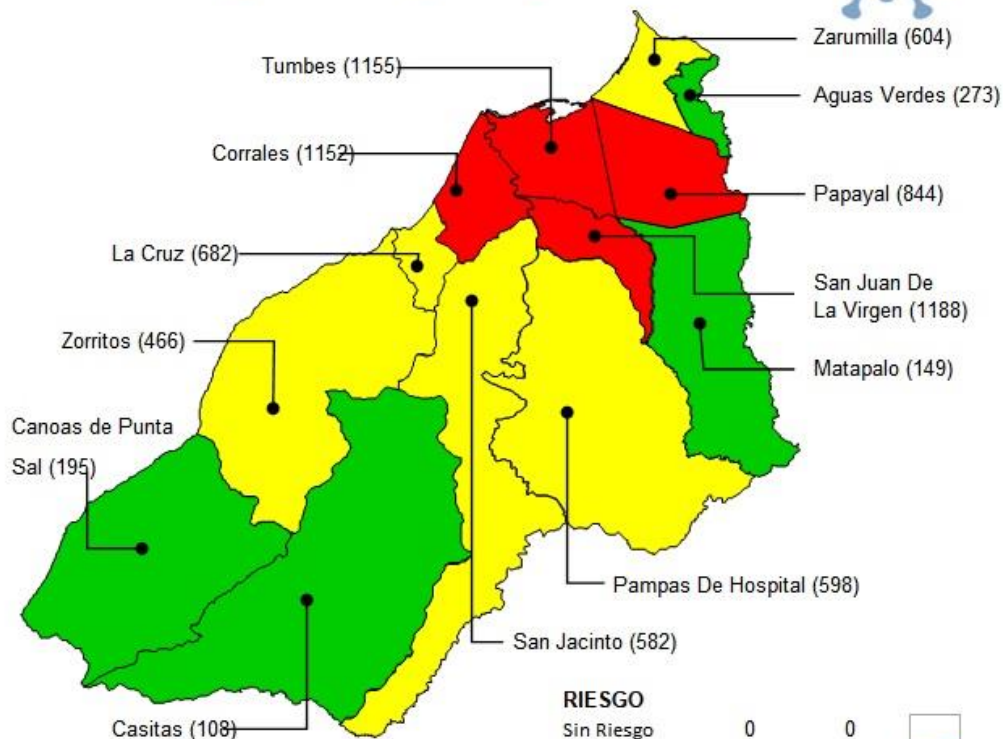 Zarumilla (604)
Tumbes (1155)
Aguas Verdes (273)
Corrales (1152)
Papayal (844)
La Cruz (682)
San Juan De
La Virgen (1188)
Zorritos (466)
Matapalo (149)
Canoas de Punta
Sal (195)
Pampas De Hospital (598)
San Jacinto (582)
Casitas (108)
RIESGO
Sin Riesgo 0 0